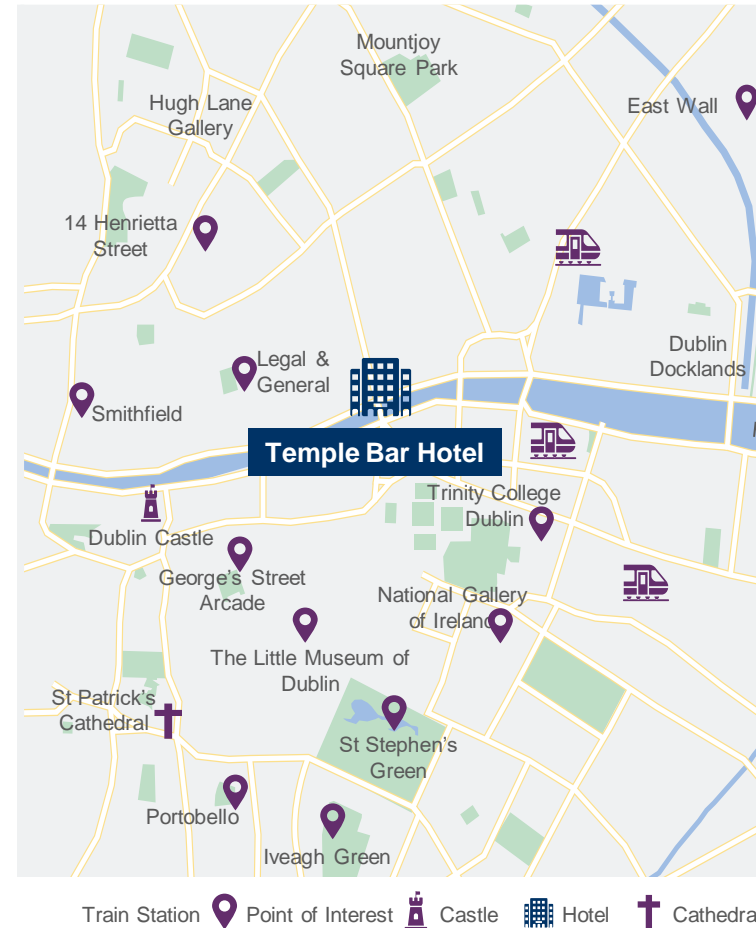 Mountjoy
Square Park
Hugh Lane
Gallery
East Wall
14 Henrietta
Street
Dublin
Docklands
Legal &
General
Smithfield
Temple Bar Hotel
Trinity College
Dublin
Dublin Castle
George's Street
Arcade
National Gallery
of Ireland
The Little Museum of
Dublin
St Patrick's
Cathedral
St Stephen's
Green
Portobello
Iveagh Green
Train Station Point of Interest Castle Hotel Cathedra